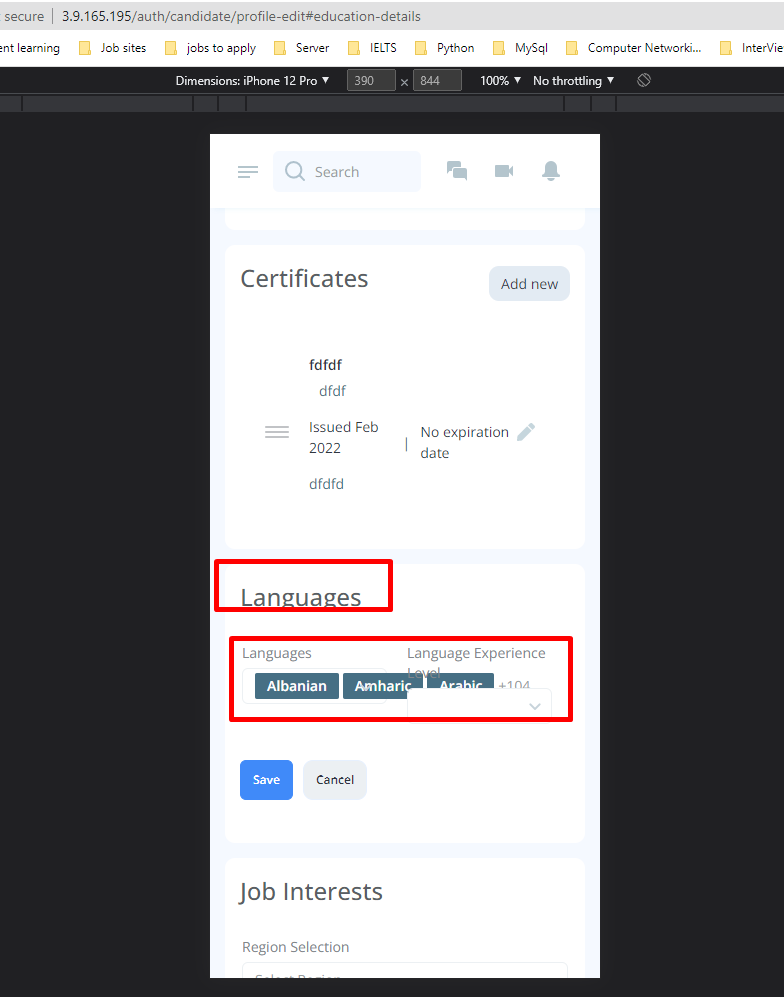 secure | 3.9.165.195/auth/candidate/profile-edit#education-details
ent learning Job sites jobs to apply Server IELTS Python MySql Computer Networki... InterVie
Dimensions: iPhone 12 Pro ▼ 390 × 844 100% ▼ No throttling ▼
Search
Certificates
Add new
fdfdf
dfdf
Issued Feb
2022
|
No expiration
date
dfdfd
Languages
Languages
Language Experience
Level
Albanian Amharic Arabic +104
Save Cancel
Job Interests
Region Selection
Select Region